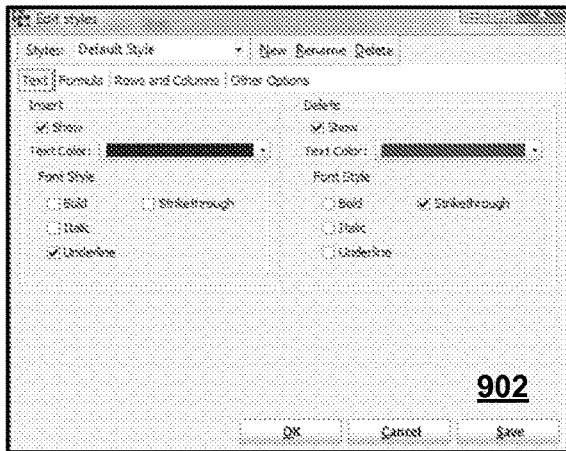 Edit styles
Styles: Default Style New Rename Delete
Text Formula Rows and Columns Other Options
Insert Delete
Show Show
Text Color: Text Color:
Font Style Font Style
Bold Strikethrough Bold Strikethrough
Italic Italic
Underline Underline
902
OK Cancel Save